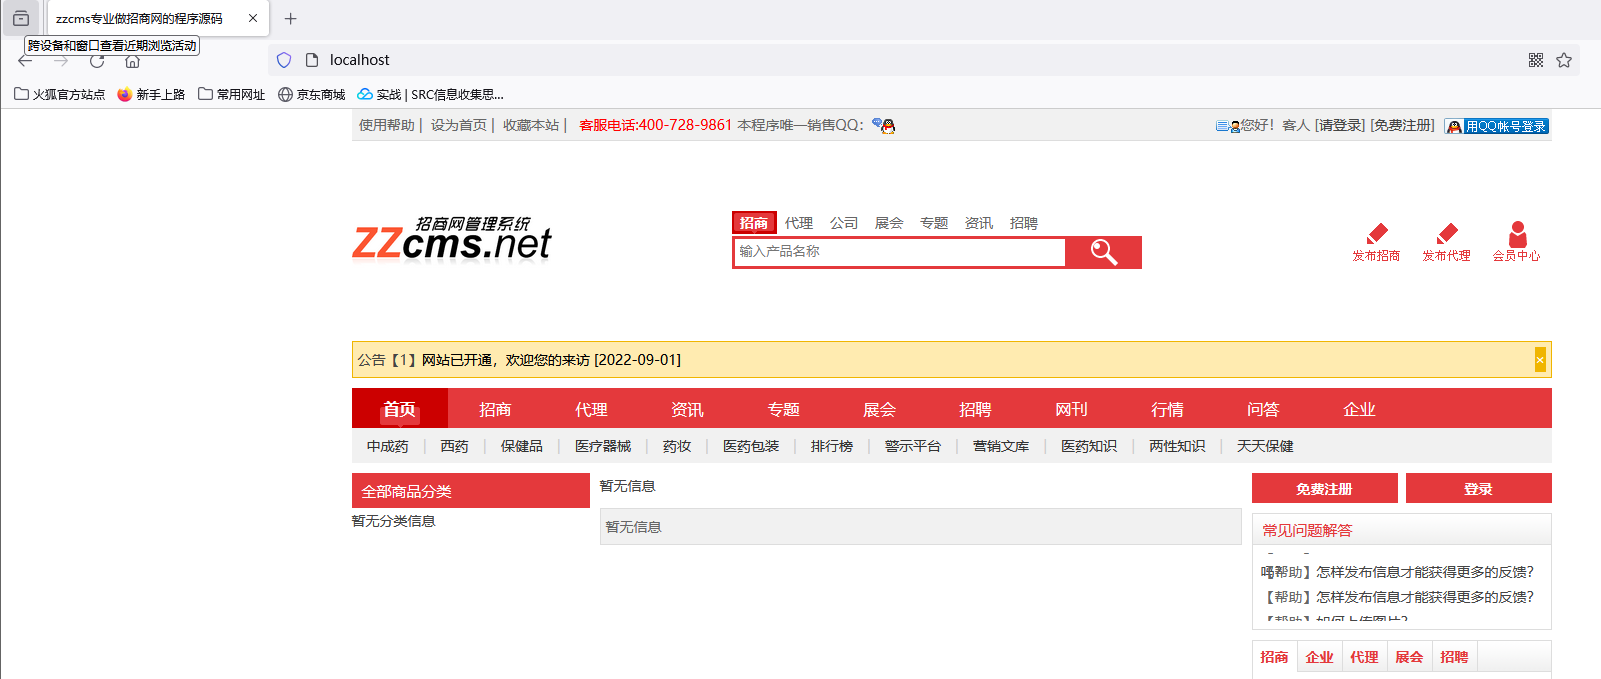 zzcms专业做招商网的程序源码
跨设备和窗口查看近期浏览活动
localhost
火狐官方站点 新手上路 常用网址 京东商城 实战 | SRC信息收集思...
使用帮助 | 设为首页 | 收藏本站 | 客服电话:400-728-9861 本程序唯一销售QQ： 您好！客人 [请登录] [免费注册] 用QQ帐号登录
招商网管理系统
ZZcms.net
招商 代理 公司 展会 专题 资讯 招聘
输入产品名称
发布招商 发布代理 会员中心
公告【1】网站已开通，欢迎您的来访 [2022-09-01]
首页 招商 代理 资讯 专题 展会 招聘 网刊 行情 问答 企业
中成药 | 西药 | 保健品 | 医疗器械 | 药妆 | 医药包装 | 排行榜 | 警示平台 | 营销文库 | 医药知识 | 两性知识 | 天天保健
全部商品分类
暂无分类信息
暂无信息
暂无信息
免费注册 登录
常见问题解答
帮助】怎样发布信息才能获得更多的反馈?
【帮助】怎样发布信息才能获得更多的反馈?
【帮助】如何上传图片?
招商 企业 代理 展会 招聘